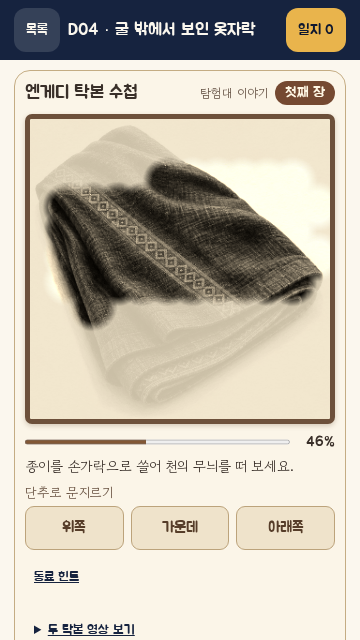 목록
D04 · 굴 밖에서 보인 옷자락
일지 0
엔게디 탁본 수첩
탐험대 이야기
첫째 장
46%
종이를 손가락으로 쓸어 천의 무늬를 떠 보세요.
단추로 문지르기
위쪽
가운데
아래쪽
동료 힌트
▶ 두 탁본 영상 보기